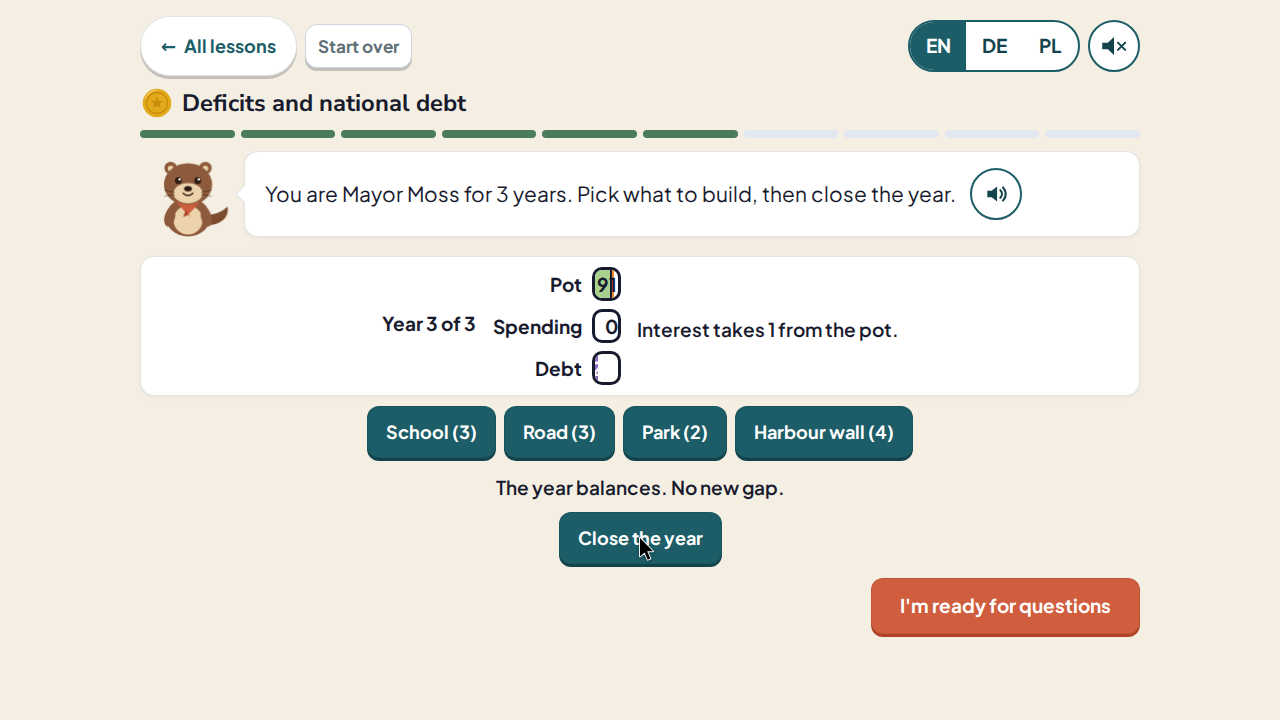 ← All lessons
Start over
EN
DE
PL
Deficits and national debt
You are Mayor Moss for 3 years. Pick what to build, then close the year.
Year 3 of 3
Pot
9
Spending
0
Debt
Interest takes 1 from the pot.
School (3)
Road (3)
Park (2)
Harbour wall (4)
The year balances. No new gap.
Close the year
I'm ready for questions